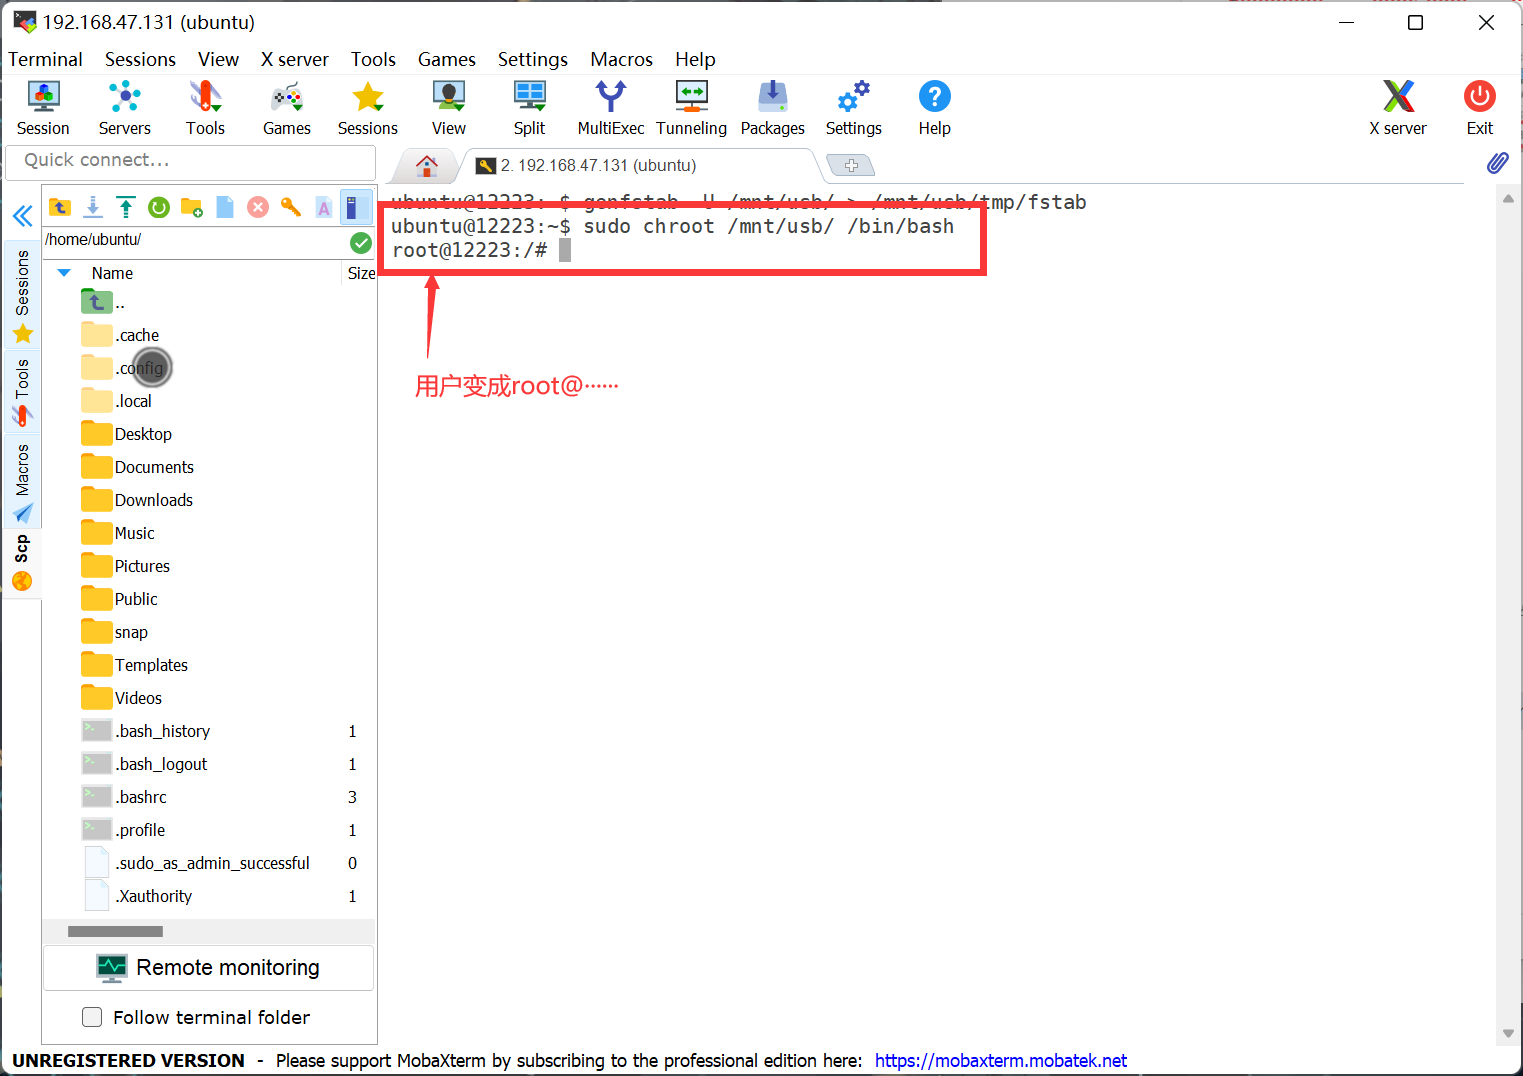 192.168.47.131 (ubuntu)
Terminal Sessions View X server Tools Games Settings Macros Help
Session Servers Tools Games Sessions View Split MultiExec Tunneling Packages Settings Help X server Exit
Quick connect...
2. 192.168.47.131 (ubuntu)
/home/ubuntu/
Name Size
..
.cache
.config
.local
Desktop
Documents
Downloads
Music
Pictures
Public
snap
Templates
Videos
.bash_history 1
.bash_logout 1
.bashrc 3
.profile 1
.sudo_as_admin_successful 0
.Xauthority 1
Sessions
Tools
Macros
Scp
Remote monitoring
Follow terminal folder
ubuntu@12223:~$ genfstab -U /mnt/usb/ > /mnt/usb/tmp/fstab
ubuntu@12223:~$ sudo chroot /mnt/usb/ /bin/bash
root@12223:/#
用户变成root@······
UNREGISTERED VERSION - Please support MobaXterm by subscribing to the professional edition here: https://mobaxterm.mobatek.net